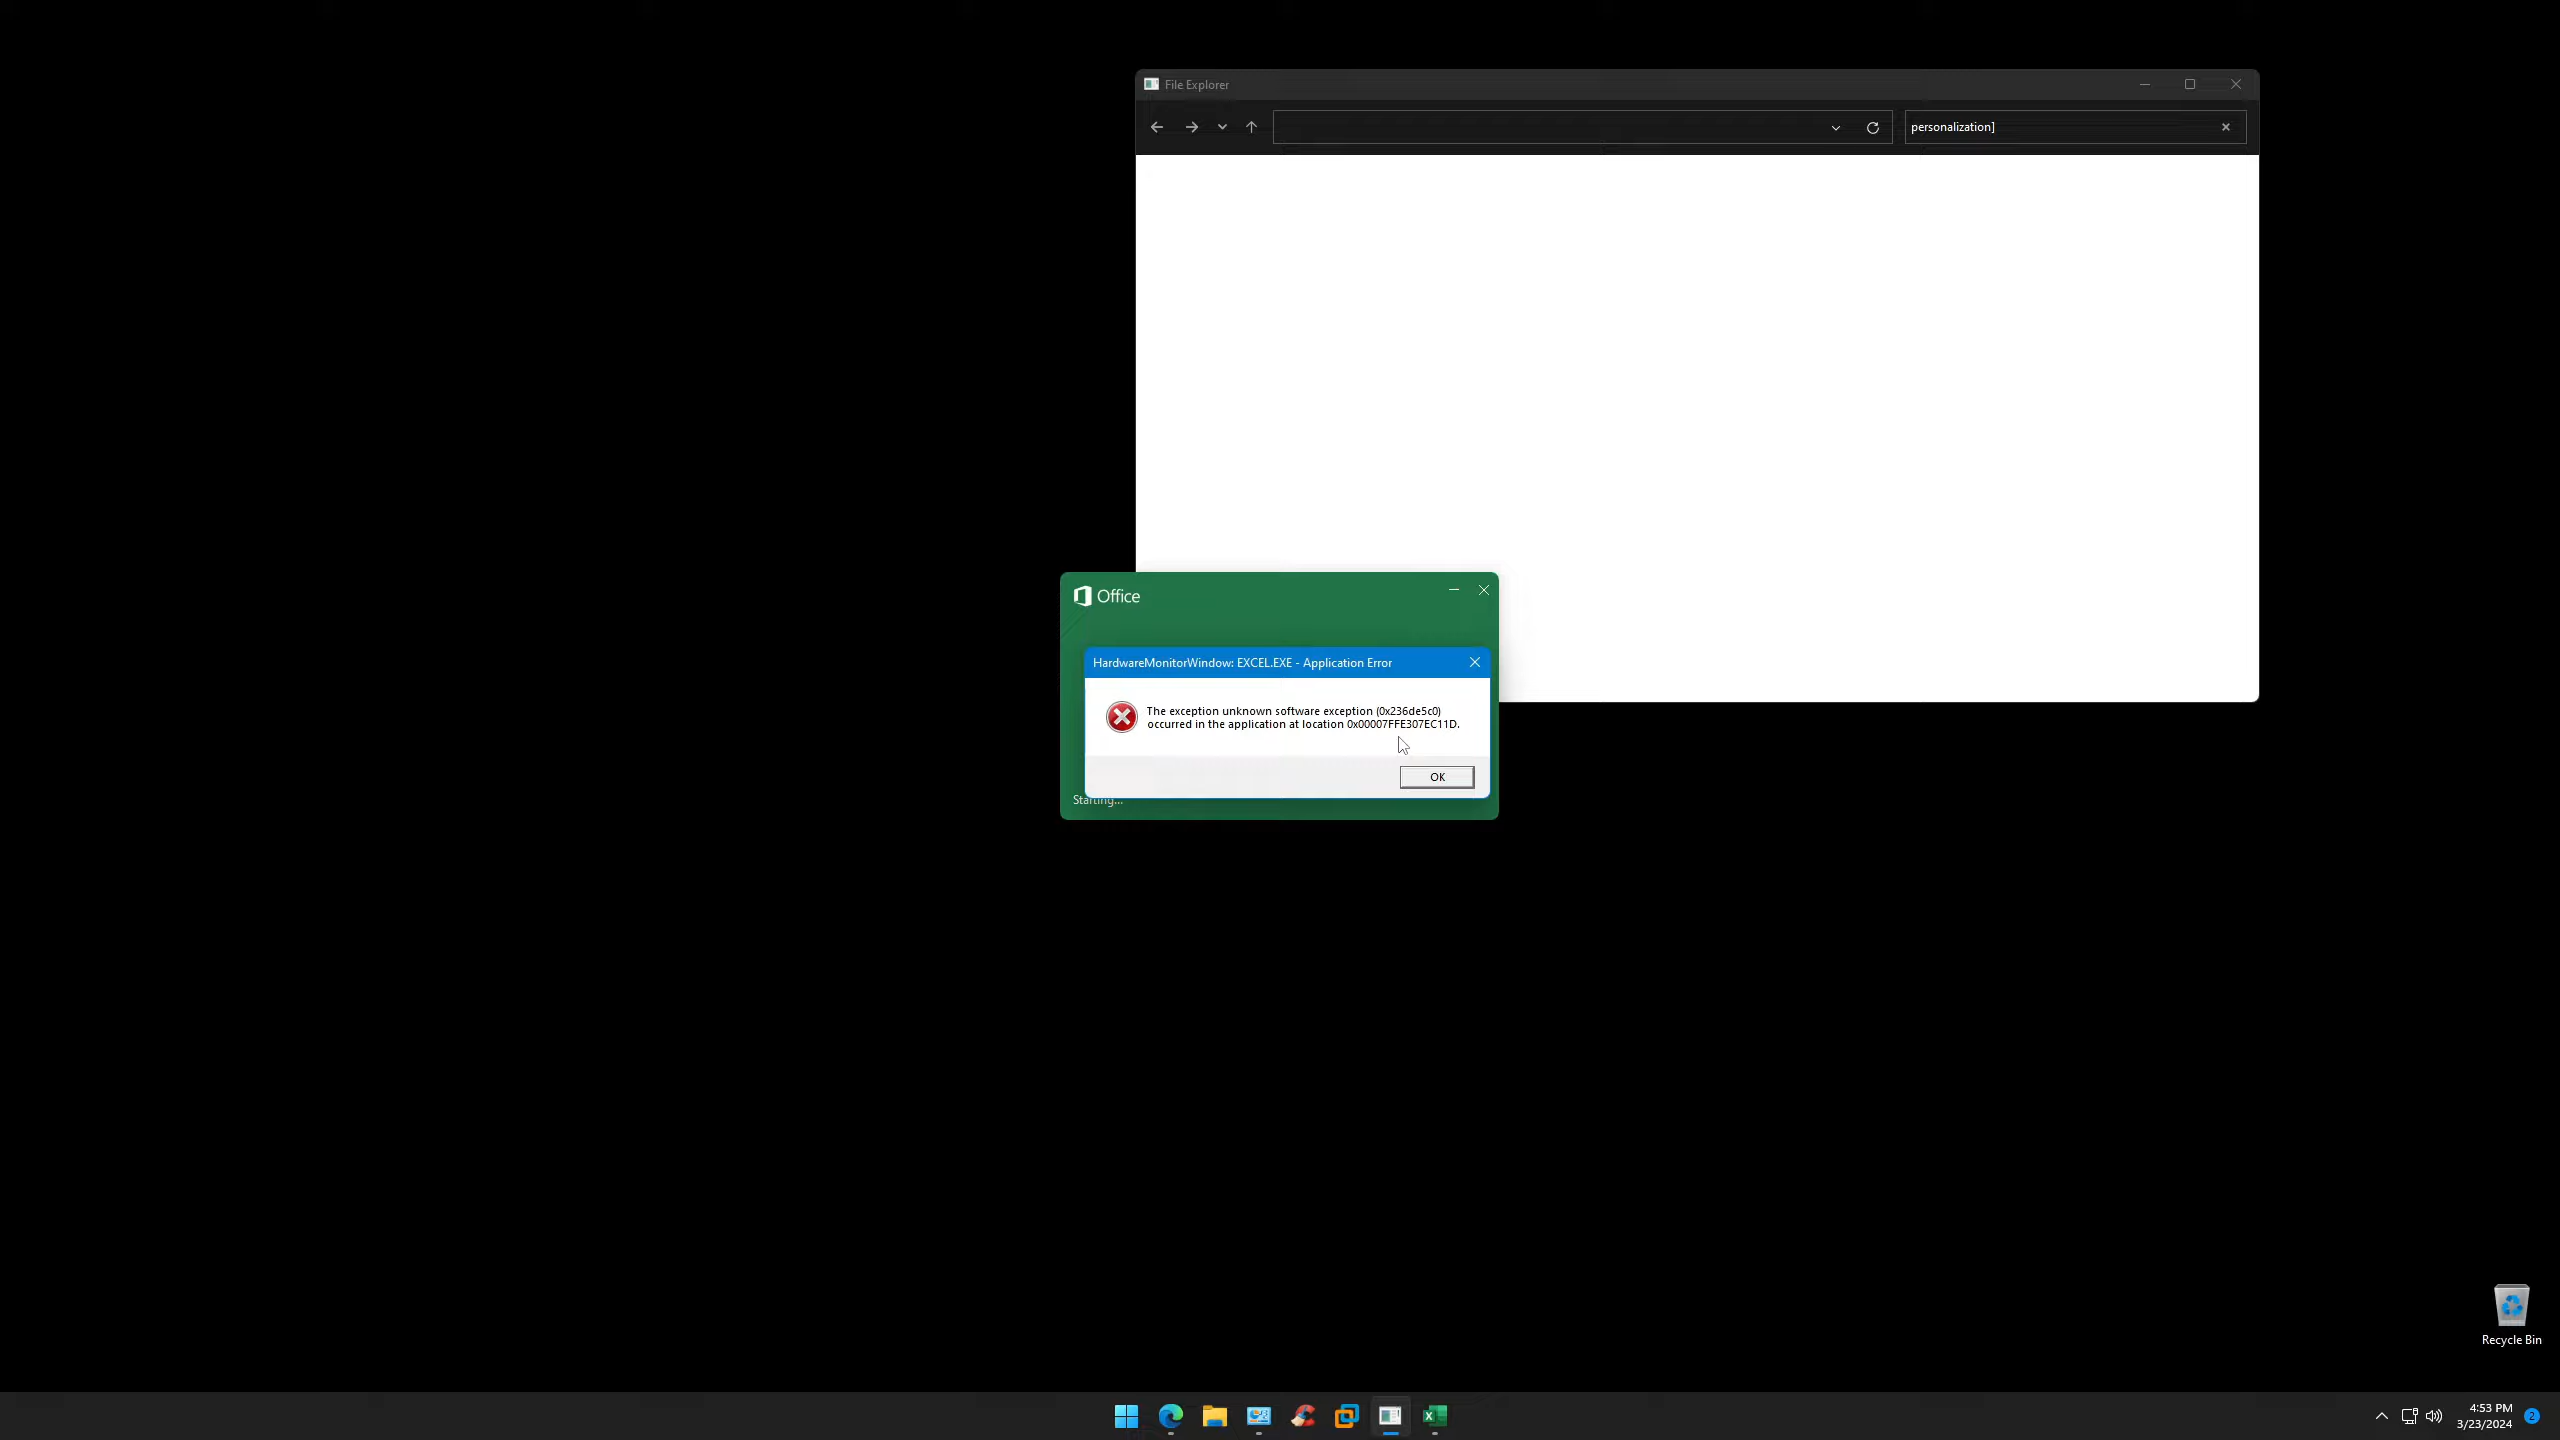 File Explorer
personalization]
Office
HardwareMonitorWindow: EXCEL.EXE - Application Error
The exception unknown software exception (0x236de5c0)
occurred in the application at location 0x00007FFE307EC11D.
OK
Starting...
Recycle Bin
4:53 PM
3/23/2024
2